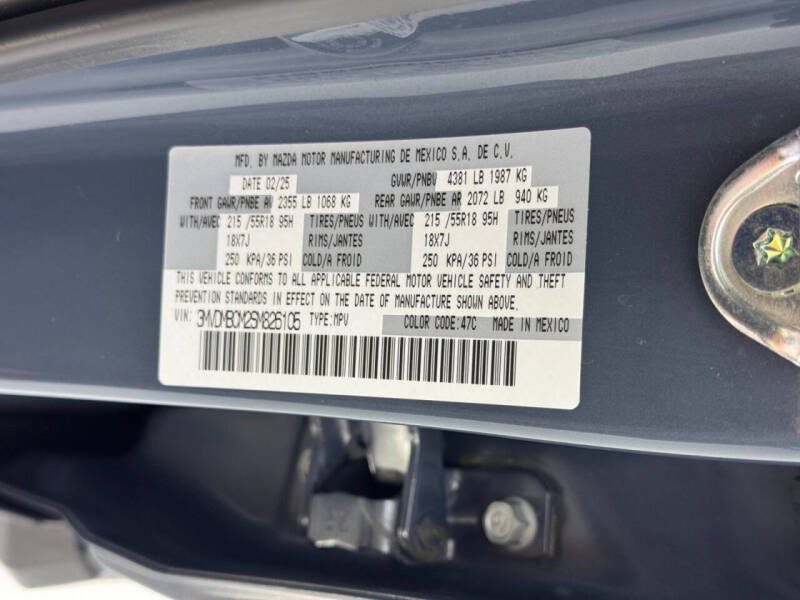 MFD. BY MAZDA MOTOR MANUFACTURING DE MEXICO S.A. DE C.V.
DATE 02/25 GVWR/PNBV 4381 LB 1987 KG
FRONT GAWR/PNBE AV 2355 LB 1068 KG REAR GAWR/PNBE AR 2072 LB 940 KG
WITH/AVEC 215 /55R18 95H TIRES/PNEUS WITH/AVEC 215 /55R18 95H TIRES/PNEUS
18X7J RIMS/JANTES 18X7J RIMS/JANTES
250 KPA/36 PSI COLD/A FROID 250 KPA/36 PSI COLD/A FROID
THIS VEHICLE CONFORMS TO ALL APPLICABLE FEDERAL MOTOR VEHICLE SAFETY AND THEFT
PREVENTION STANDARDS IN EFFECT ON THE DATE OF MANUFACTURE SHOWN ABOVE.
VIN: 3MVDMBCM2SM826105 TYPE:MPV COLOR CODE:47C MADE IN MEXICO